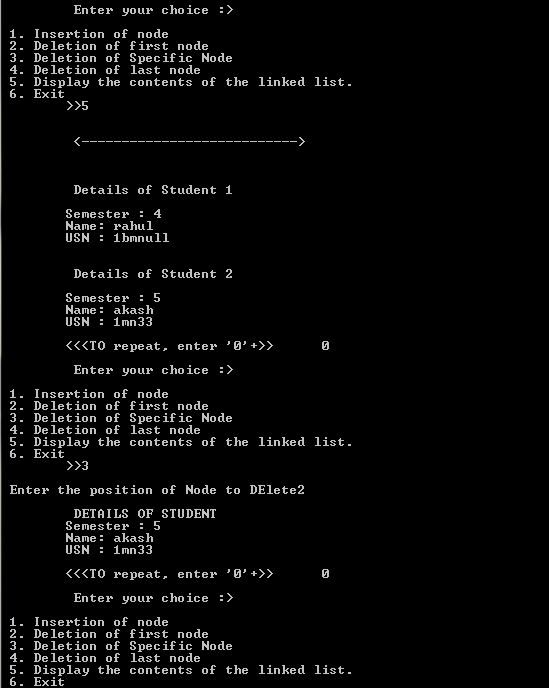 Enter your choice :>
1. Insertion of node
2. Deletion of first node
3. Deletion of Specific Node
4. Deletion of last node
5. Display the contents of the linked list.
6. Exit
>>5
<--------------------------->
Details of Student 1
Semester : 4
Name: rahul
USN : 1bmnull
Details of Student 2
Semester : 5
Name: akash
USN : 1mn33
<<<TO repeat, enter '0'+>> 0
Enter your choice :>
1. Insertion of node
2. Deletion of first node
3. Deletion of Specific Node
4. Deletion of last node
5. Display the contents of the linked list.
6. Exit
>>3
Enter the position of Node to DElete2
DETAILS OF STUDENT
Semester : 5
Name: akash
USN : 1mn33
<<<TO repeat, enter '0'+>> 0
Enter your choice :>
1. Insertion of node
2. Deletion of first node
3. Deletion of Specific Node
4. Deletion of last node
5. Display the contents of the linked list.
6. Exit